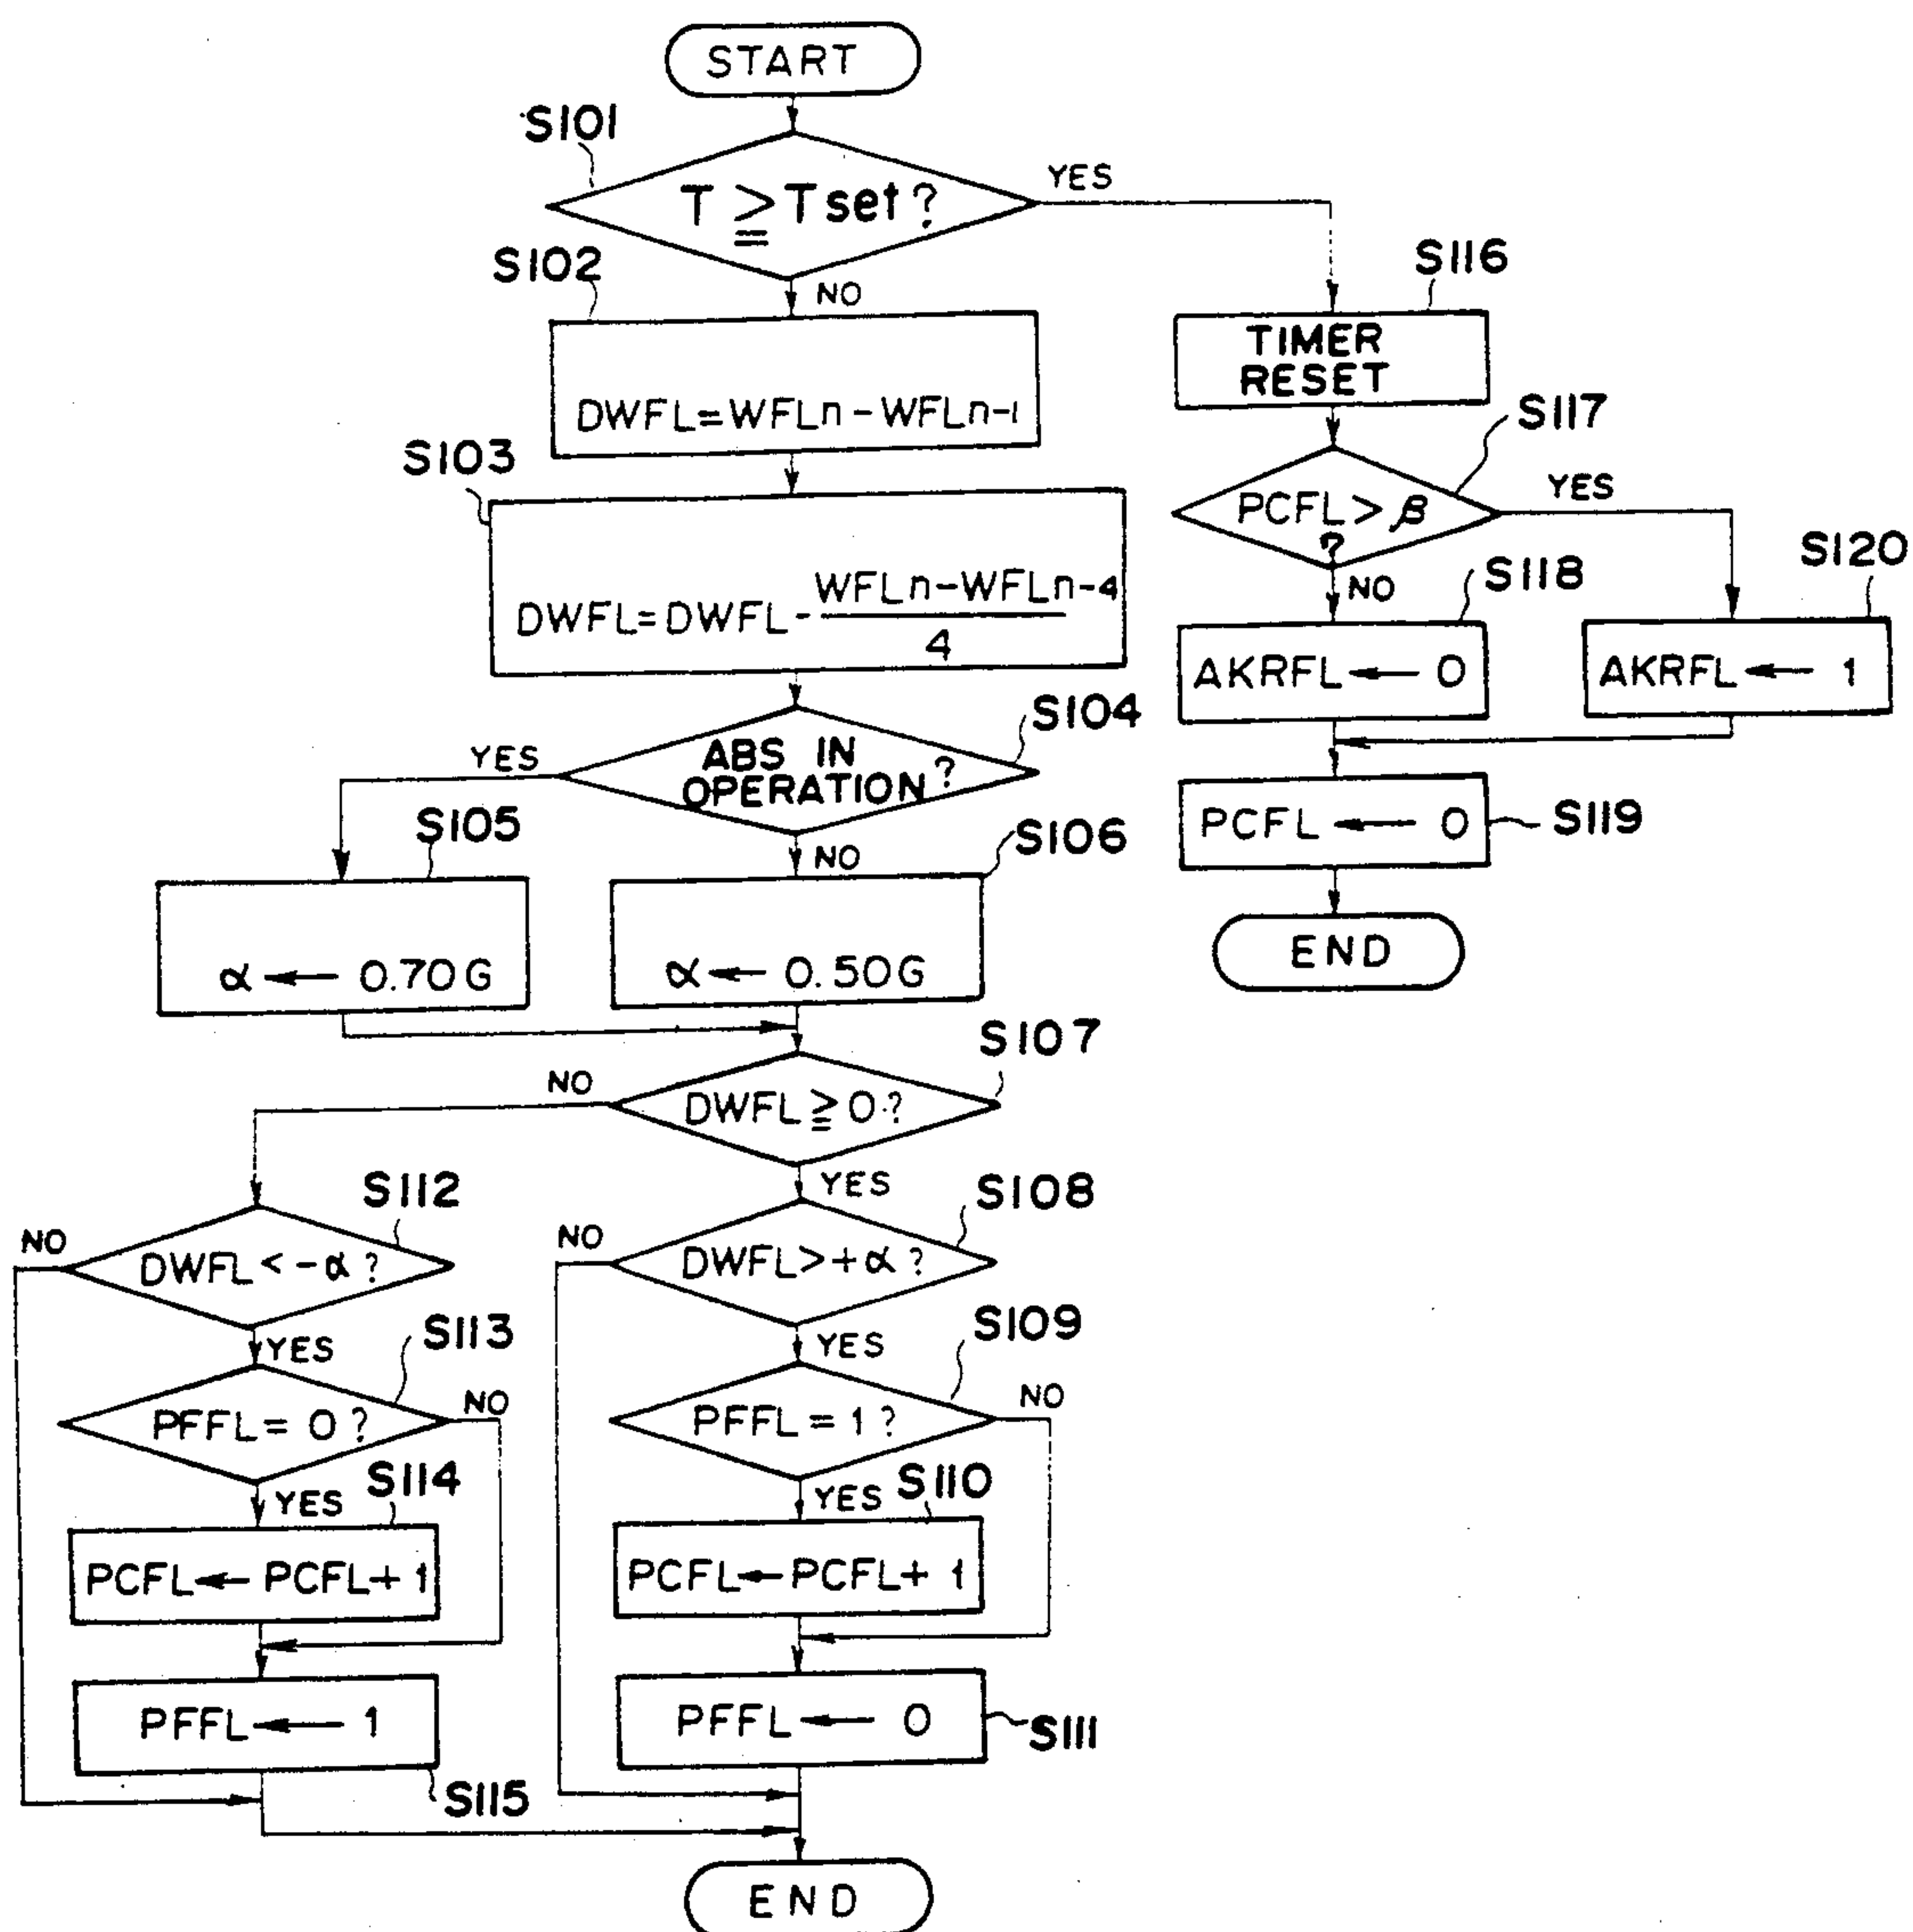 START
S101
T ≧ Tset ?
YES
NO
S102
DWFL=WFLn-WFLn-1
S103
DWFL=DWFL-
WFLn-WFLn-4
4
S104
ABS IN
OPERATION ?
YES
NO
S105
α ← 0.70G
S106
α ← 0.50G
S107
DWFL ≧ 0 ?
NO
YES
S112
DWFL < -α ?
NO
YES
S113
PFFL = 0 ?
NO
YES
S114
PCFL ← PCFL + 1
PFFL ← 1
S115
S108
DWFL > +α ?
NO
YES
S109
PFFL = 1 ?
NO
YES
S110
PCFL ← PCFL + 1
PFFL ← 0
S111
END
S116
TIMER
RESET
S117
PCFL > β
?
YES
NO
S118
AKRFL ← 0
S120
AKRFL ← 1
PCFL ← 0
S119
END